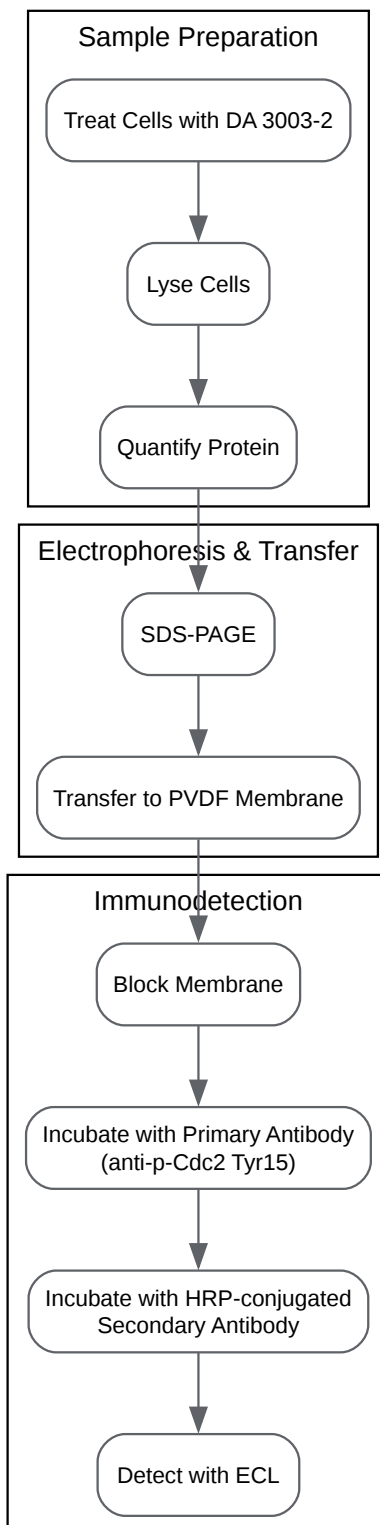 Sample Preparation
Treat Cells with DA 3003-2
Lyse Cells
Quantify Protein
Electrophoresis & Transfer
SDS-PAGE
Transfer to PVDF Membrane
Immunodetection
Block Membrane
Incubate with Primary Antibody
(anti-p-Cdc2 Tyr15)
Incubate with HRP-conjugated
Secondary Antibody
Detect with ECL